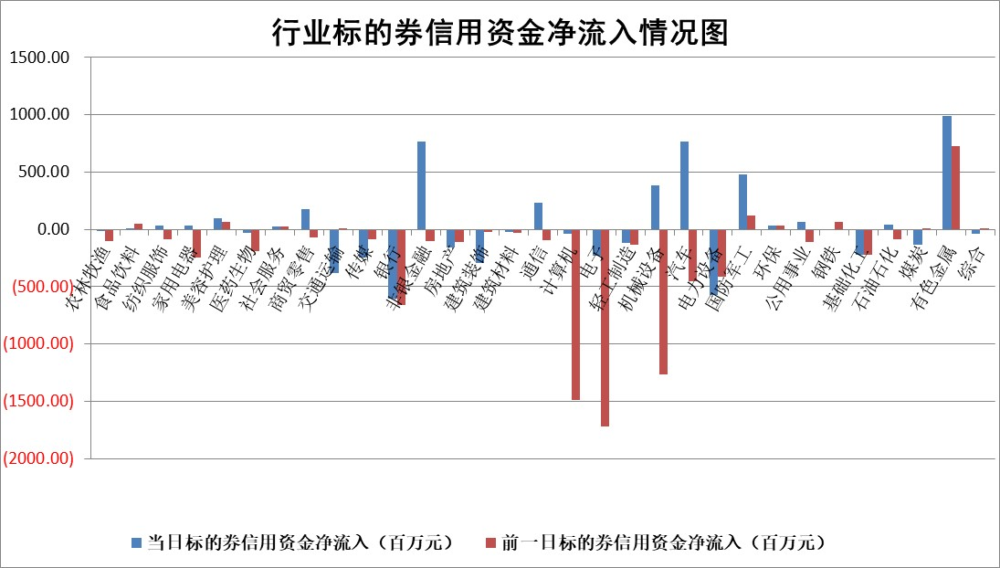 行业标的券信用资金净流入情况图
1500.00
1000.00
500.00
0.00
(500.00)
(1000.00)
(1500.00)
(2000.00)
农林牧渔
食品饮料
纺织服饰
家用电器
美容护理
医药生物
社会服务
商贸零售
交通运输
传媒
银行
非银金融
房地产
建筑装饰
建筑材料
通信
计算机
电子
轻工制造
机械设备
汽车
电力设备
国防军工
环保
公用事业
钢铁
基础化工
石油石化
煤炭
有色金属
综合
当日标的券信用资金净流入（百万元）
前一日标的券信用资金净流入（百万元）